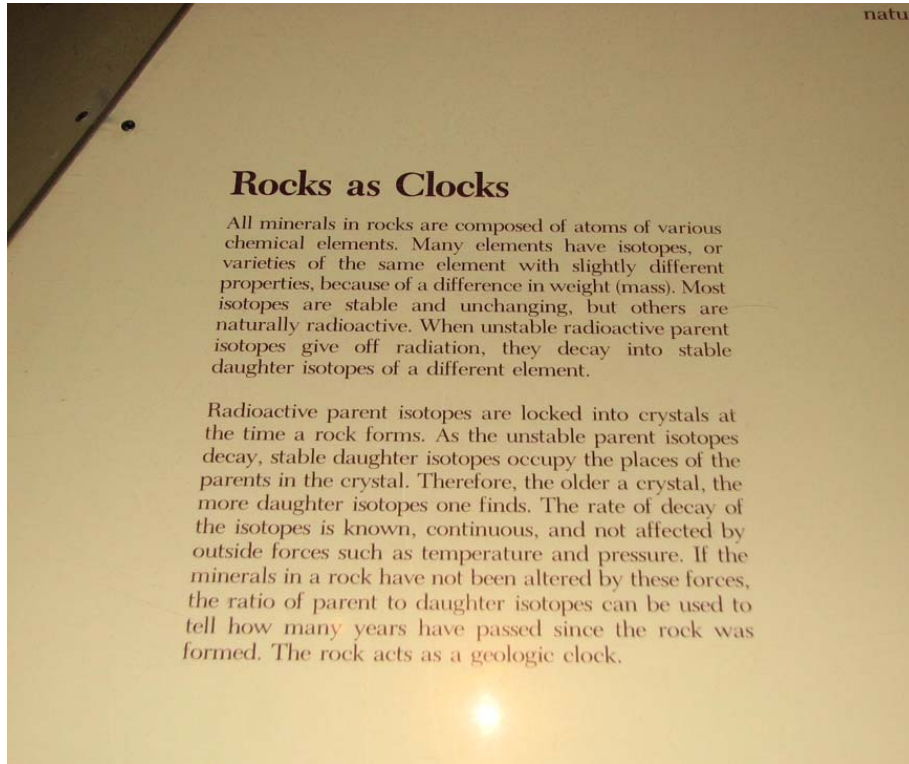 natu
Rocks as Clocks
All minerals in rocks are composed of atoms of various
chemical elements. Many elements have isotopes, or
varieties of the same element with slightly different
properties, because of a difference in weight (mass). Most
isotopes are stable and unchanging, but others are
naturally radioactive. When unstable radioactive parent
isotopes give off radiation, they decay into stable
daughter isotopes of a different element.
Radioactive parent isotopes are locked into crystals at
the time a rock forms. As the unstable parent isotopes
decay, stable daughter isotopes occupy the places of the
parents in the crystal. Therefore, the older a crystal, the
more daughter isotopes one finds. The rate of decay of
the isotopes is known, continuous, and not affected by
outside forces such as temperature and pressure. If the
minerals in a rock have not been altered by these forces,
the ratio of parent to daughter isotopes can be used to
tell how many years have passed since the rock was
formed. The rock acts as a geologic clock.